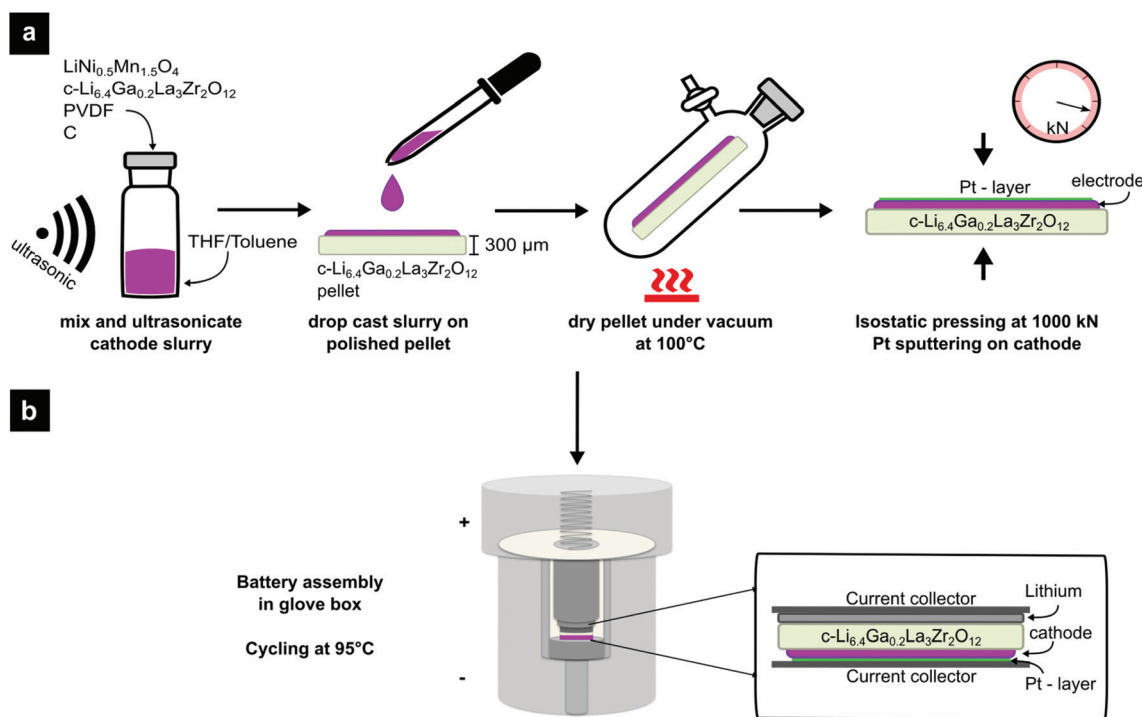 a
LiNi₀.₅Mn₁.₅O₄
c-Li₆.₄Ga₀.₂La₃Zr₂O₁₂
PVDF
C
ultrasonic
THF/Toluene
mix and ultrasonicate
cathode slurry
300 µm
c-Li₆.₄Ga₀.₂La₃Zr₂O₁₂
pellet
drop cast slurry on
polished pellet
dry pellet under vacuum
at 100°C
kN
Pt - layer
electrode
c-Li₆.₄Ga₀.₂La₃Zr₂O₁₂
Isostatic pressing at 1000 kN
Pt sputtering on cathode
b
+
Battery assembly
in glove box
Cycling at 95°C
-
Current collector
Lithium
c-Li₆.₄Ga₀.₂La₃Zr₂O₁₂
cathode
Current collector
Pt - layer